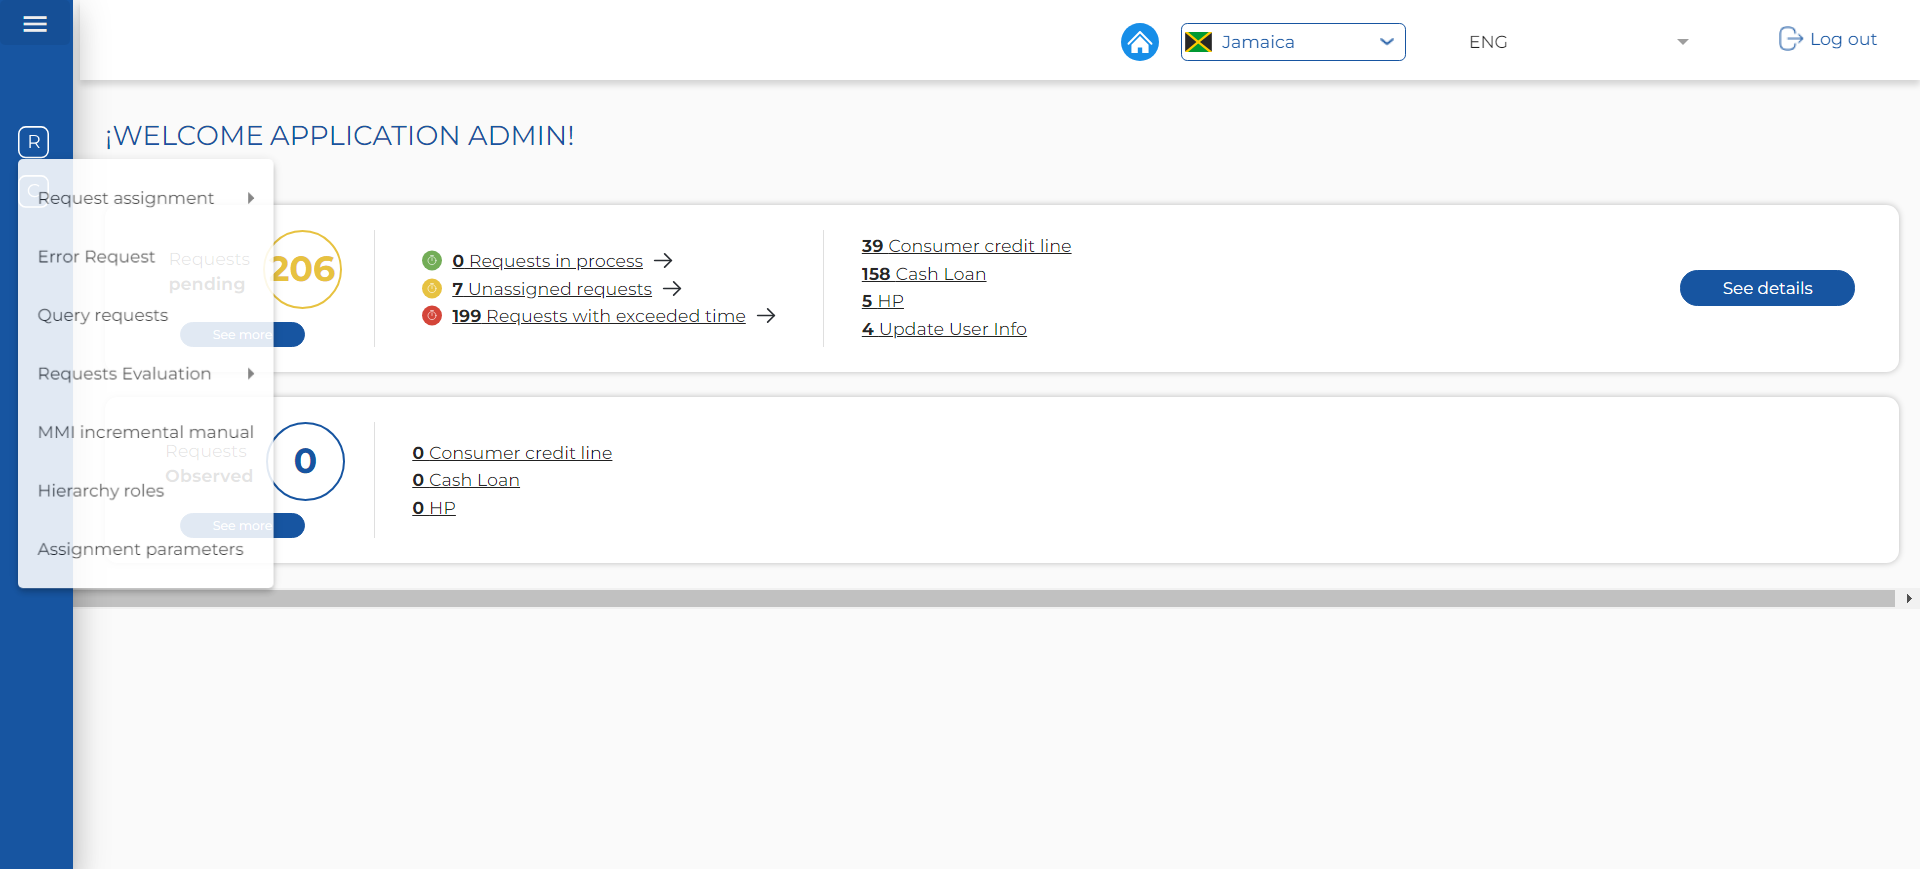 Jamaica
ENG
Log out
¡WELCOME APPLICATION ADMIN!
R
C
Request assignment
Error Request
Query requests
Requests Evaluation
MMI incremental manual
Hierarchy roles
Assignment parameters
Requests
pending
206
See more
0 Requests in process
7 Unassigned requests
199 Requests with exceeded time
39 Consumer credit line
158 Cash Loan
5 HP
4 Update User Info
See details
Requests
Observed
0
See more
0 Consumer credit line
0 Cash Loan
0 HP